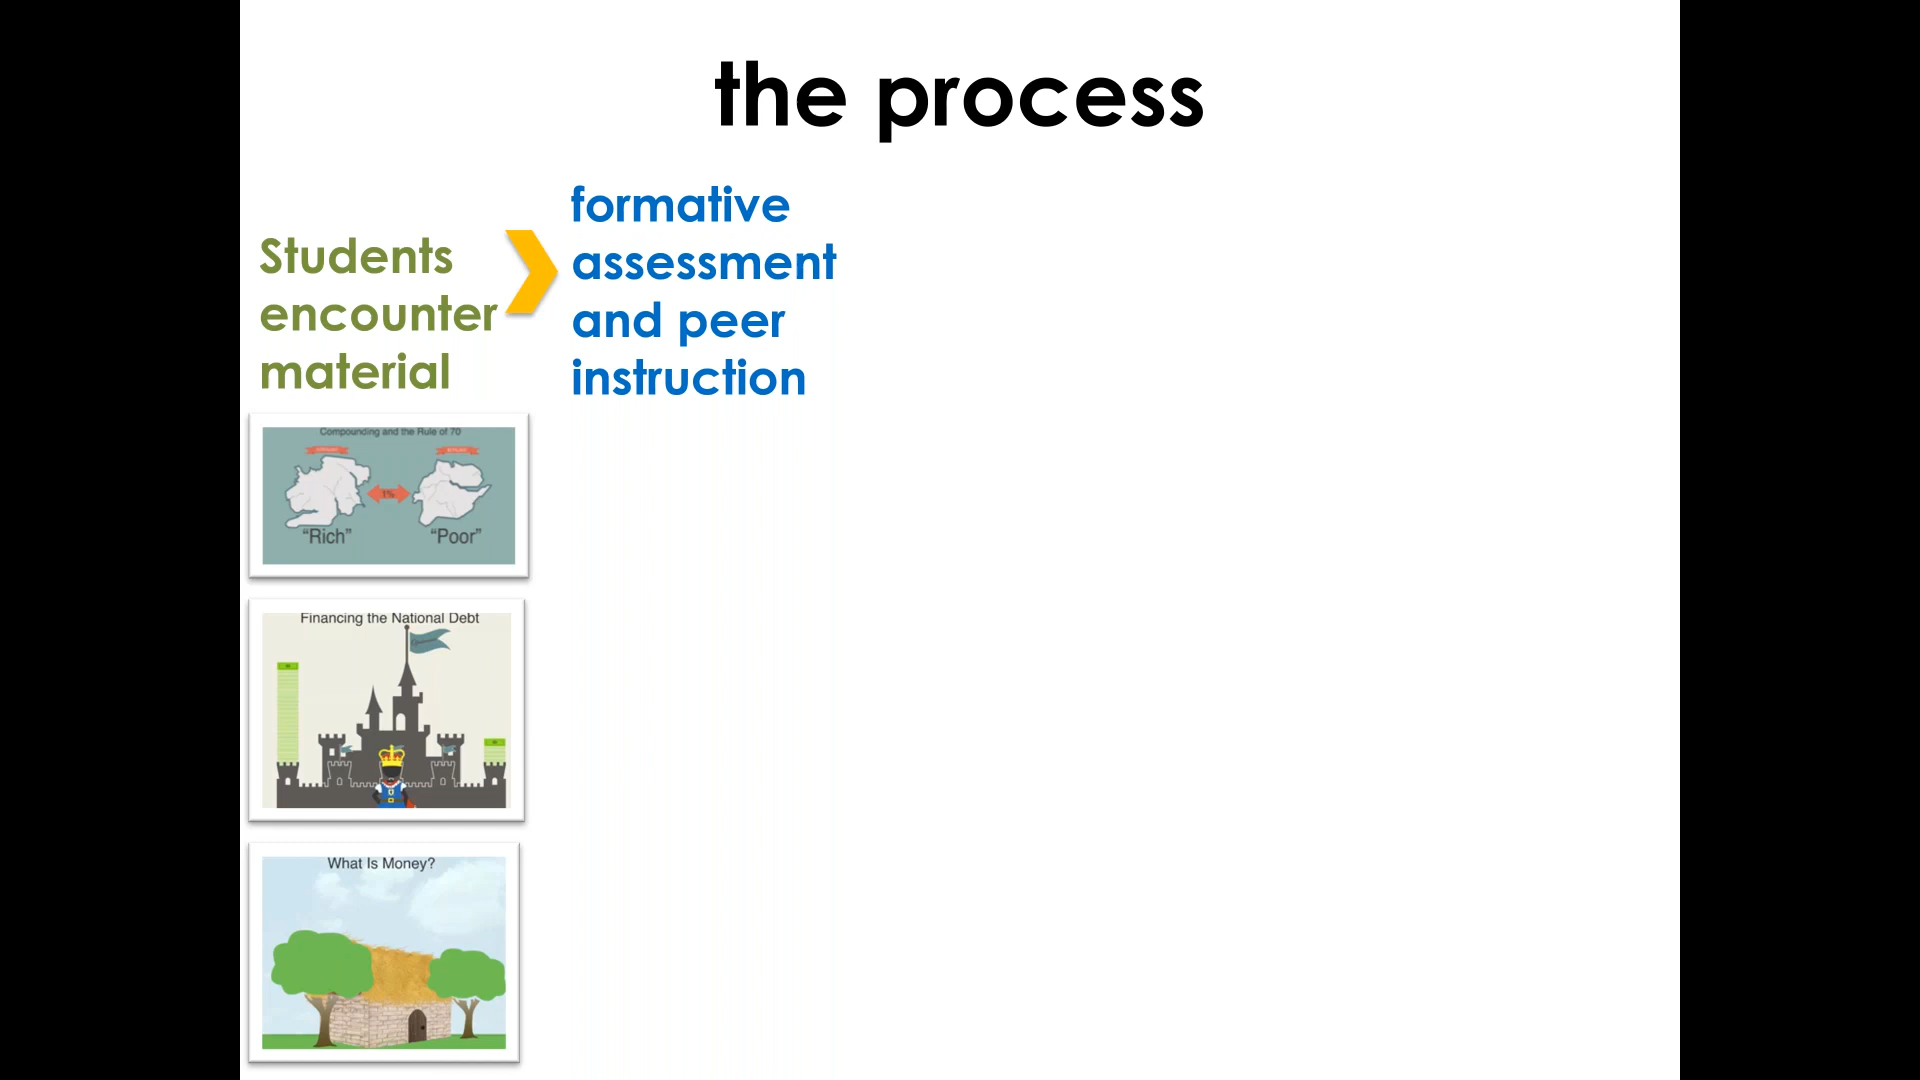 the process
Students
encounter
material
formative
assessment
and peer
instruction
Compounding and the Rule of 70
1%
“Rich”
“Poor”
Financing the National Debt
What Is Money?